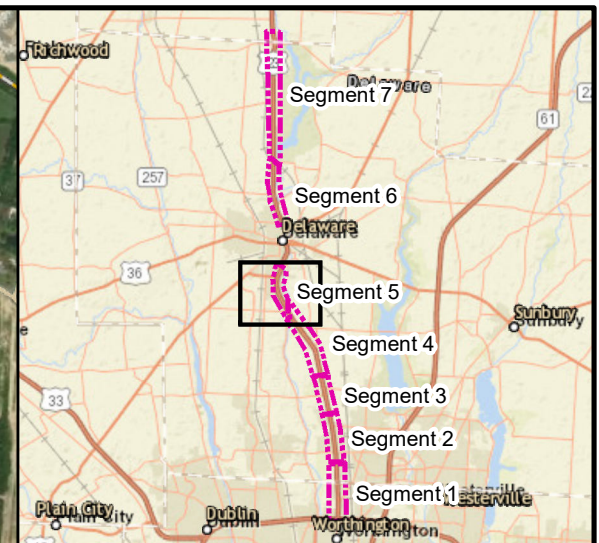 Richwood
23
Delaware
Segment 7
61
37
257
Segment 6
Delaware
36
Segment 5
Sunbury
Segment 4
33
Segment 3
Segment 2
Segment 1
Westerville
Plain City
Dublin
Worthington